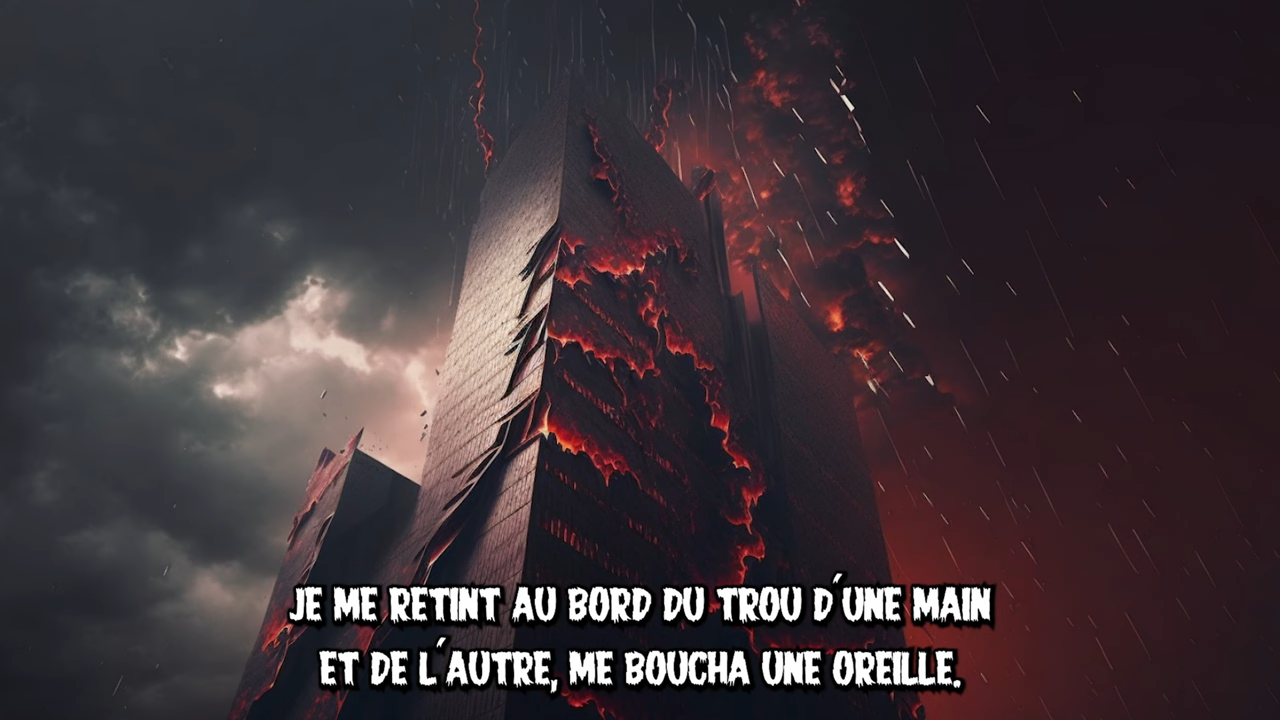 JE ME RETINT AU BORD DU TROU D'UNE MAIN
ET DE L'AUTRE, ME BOUCHA UNE OREILLE.